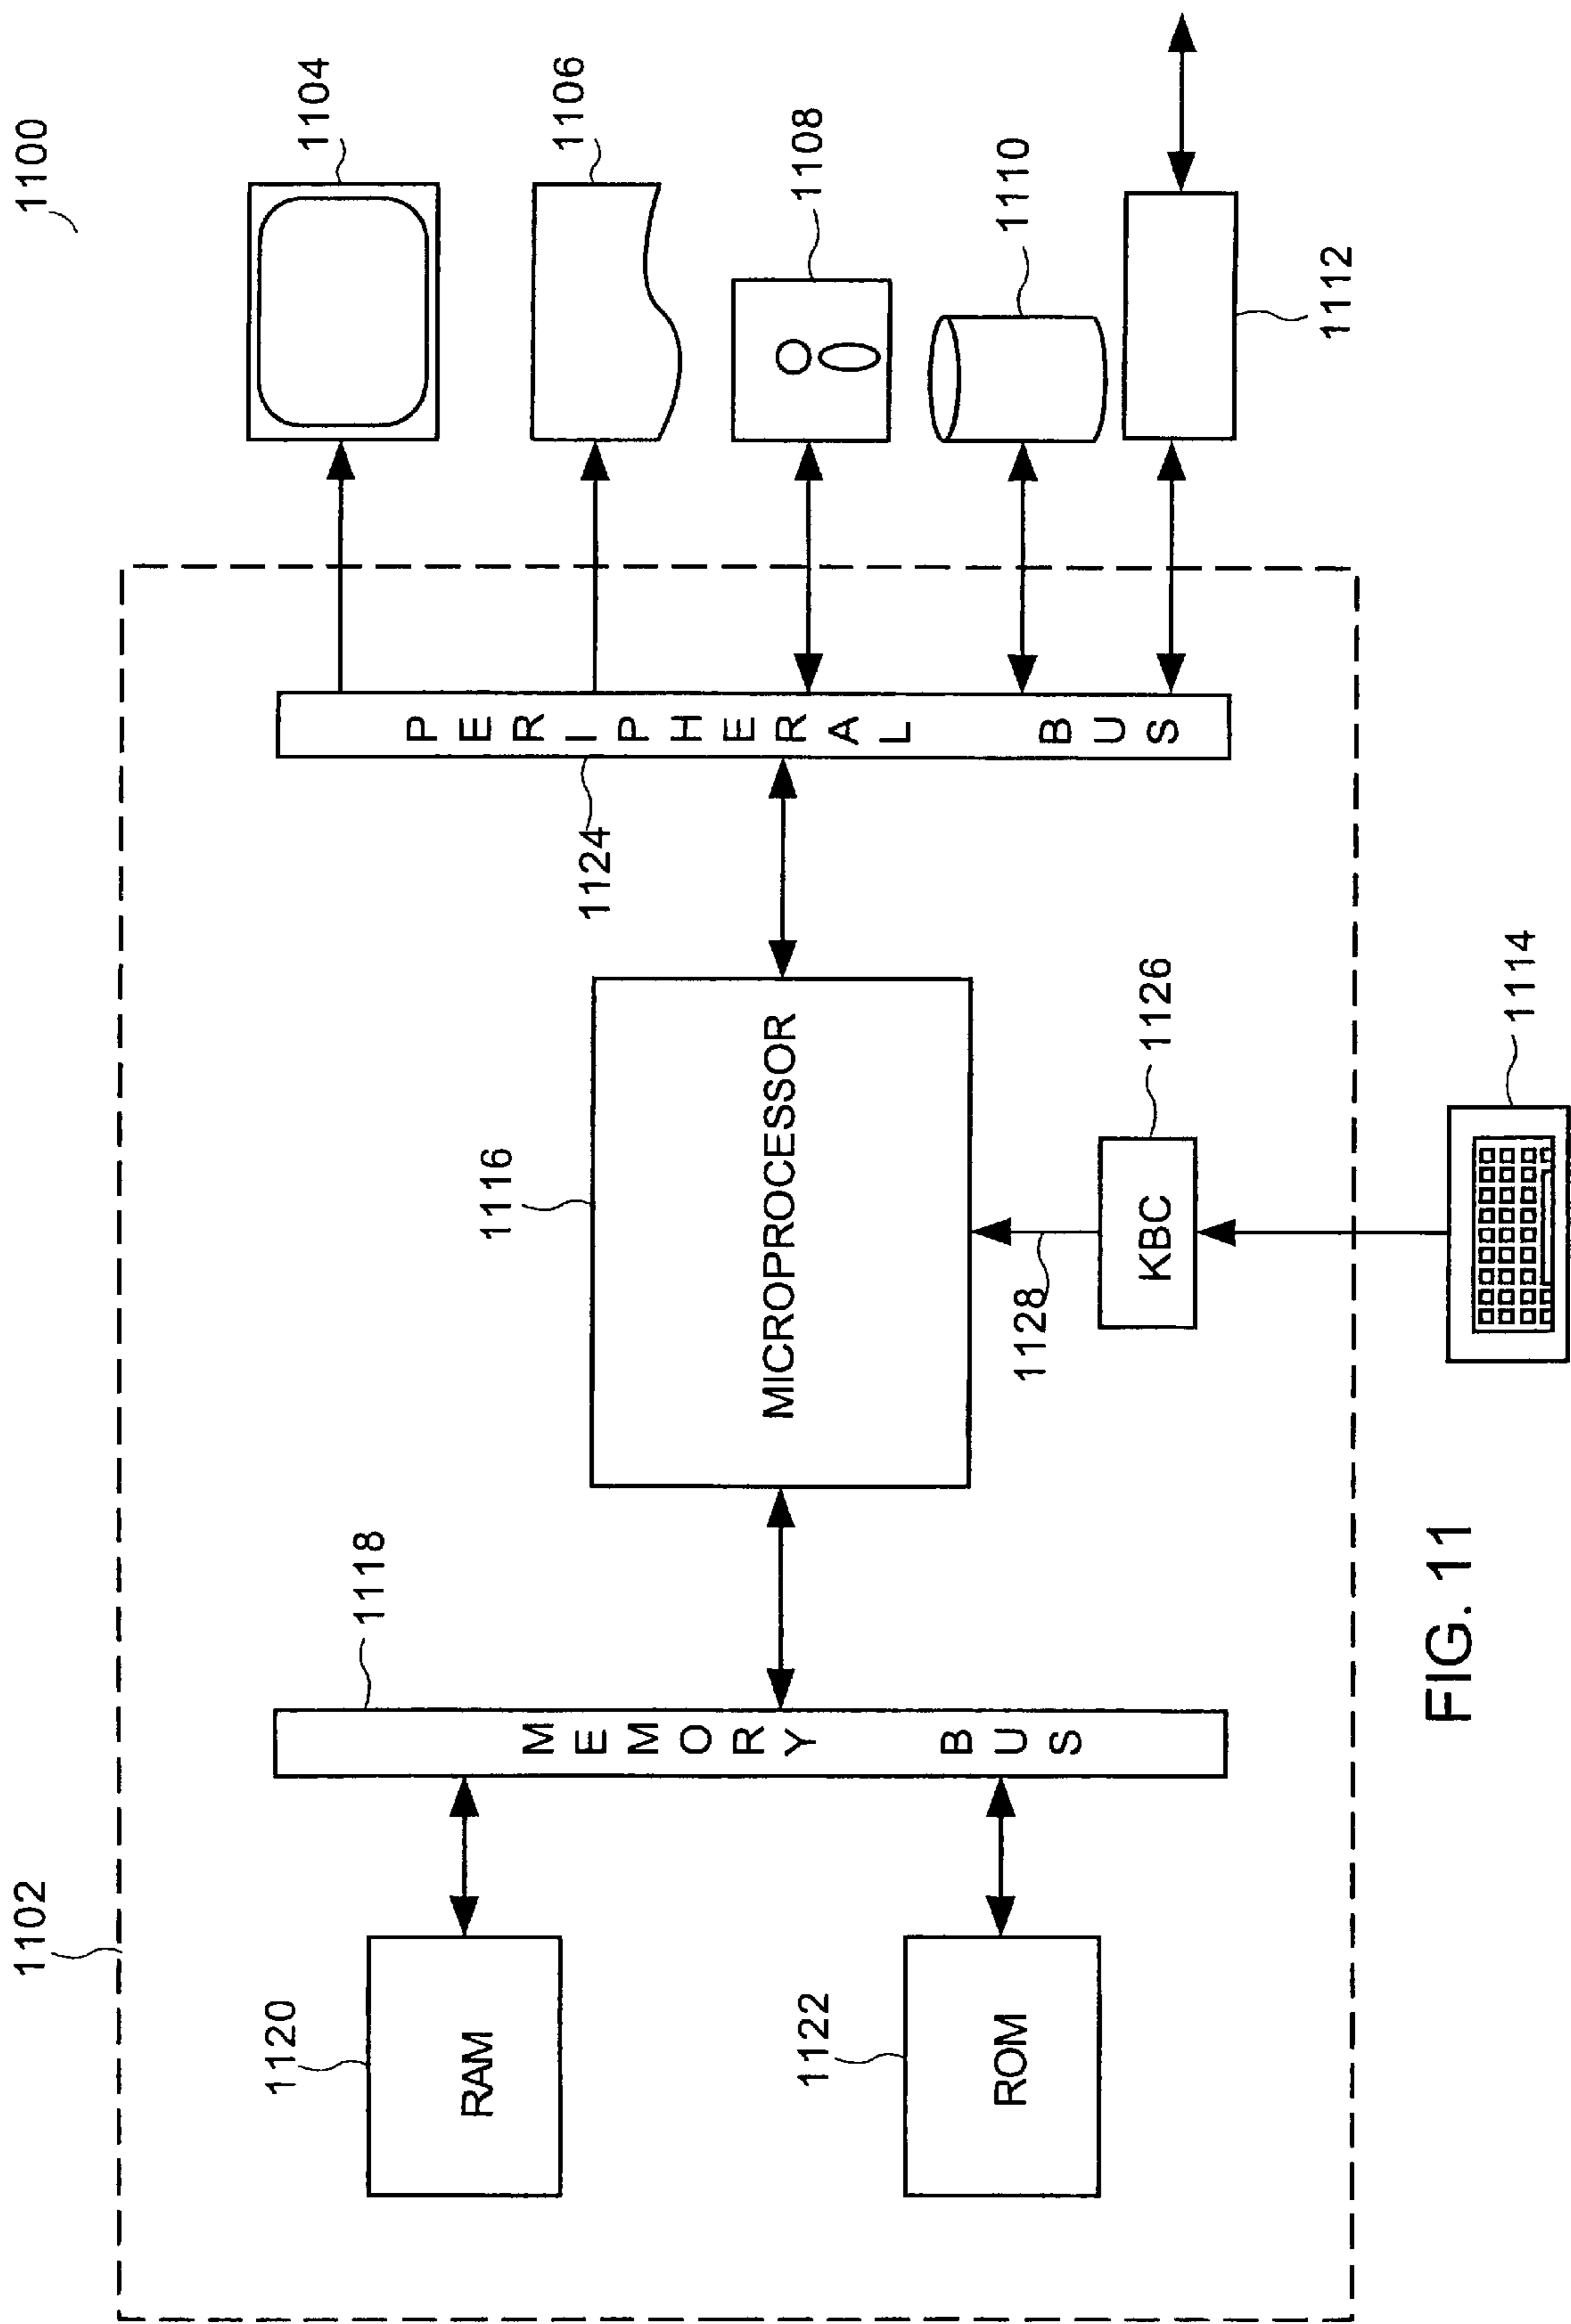 1100
1102
1104
1106
1108
1110
1112
1120
RAM
1122
ROM
1118
MEMORY BUS
1116
MICROPROCESSOR
1124
PERIPHERAL BUS
1128
KBC
1126
1114
FIG. 11